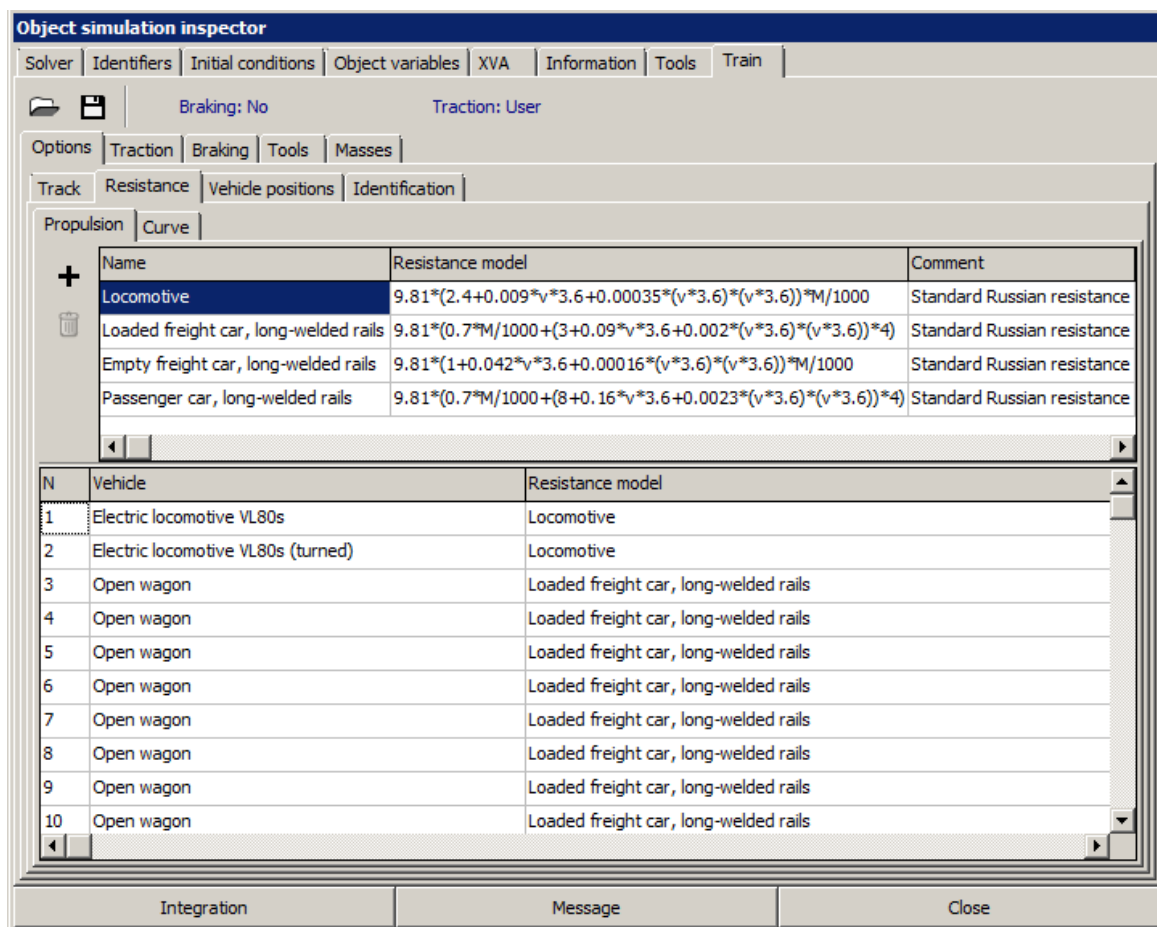 Object simulation inspector
Solver Identifiers Initial conditions Object variables XVA Information Tools Train
Braking: No Traction: User
Options Traction Braking Tools Masses
Track Resistance Vehicle positions Identification
Propulsion Curve
Name Resistance model Comment
Locomotive 9.81*(2.4+0.009*v*3.6+0.00035*(v*3.6)*(v*3.6))*M/1000 Standard Russian resistance
Loaded freight car, long-welded rails 9.81*(0.7*M/1000+(3+0.09*v*3.6+0.002*(v*3.6)*(v*3.6))*4) Standard Russian resistance
Empty freight car, long-welded rails 9.81*(1+0.042*v*3.6+0.00016*(v*3.6)*(v*3.6))*M/1000 Standard Russian resistance
Passenger car, long-welded rails 9.81*(0.7*M/1000+(8+0.16*v*3.6+0.0023*(v*3.6)*(v*3.6))*4) Standard Russian resistance
N Vehicle Resistance model
1 Electric locomotive VL80s Locomotive
2 Electric locomotive VL80s (turned) Locomotive
3 Open wagon Loaded freight car, long-welded rails
4 Open wagon Loaded freight car, long-welded rails
5 Open wagon Loaded freight car, long-welded rails
6 Open wagon Loaded freight car, long-welded rails
7 Open wagon Loaded freight car, long-welded rails
8 Open wagon Loaded freight car, long-welded rails
9 Open wagon Loaded freight car, long-welded rails
10 Open wagon Loaded freight car, long-welded rails
Integration Message Close